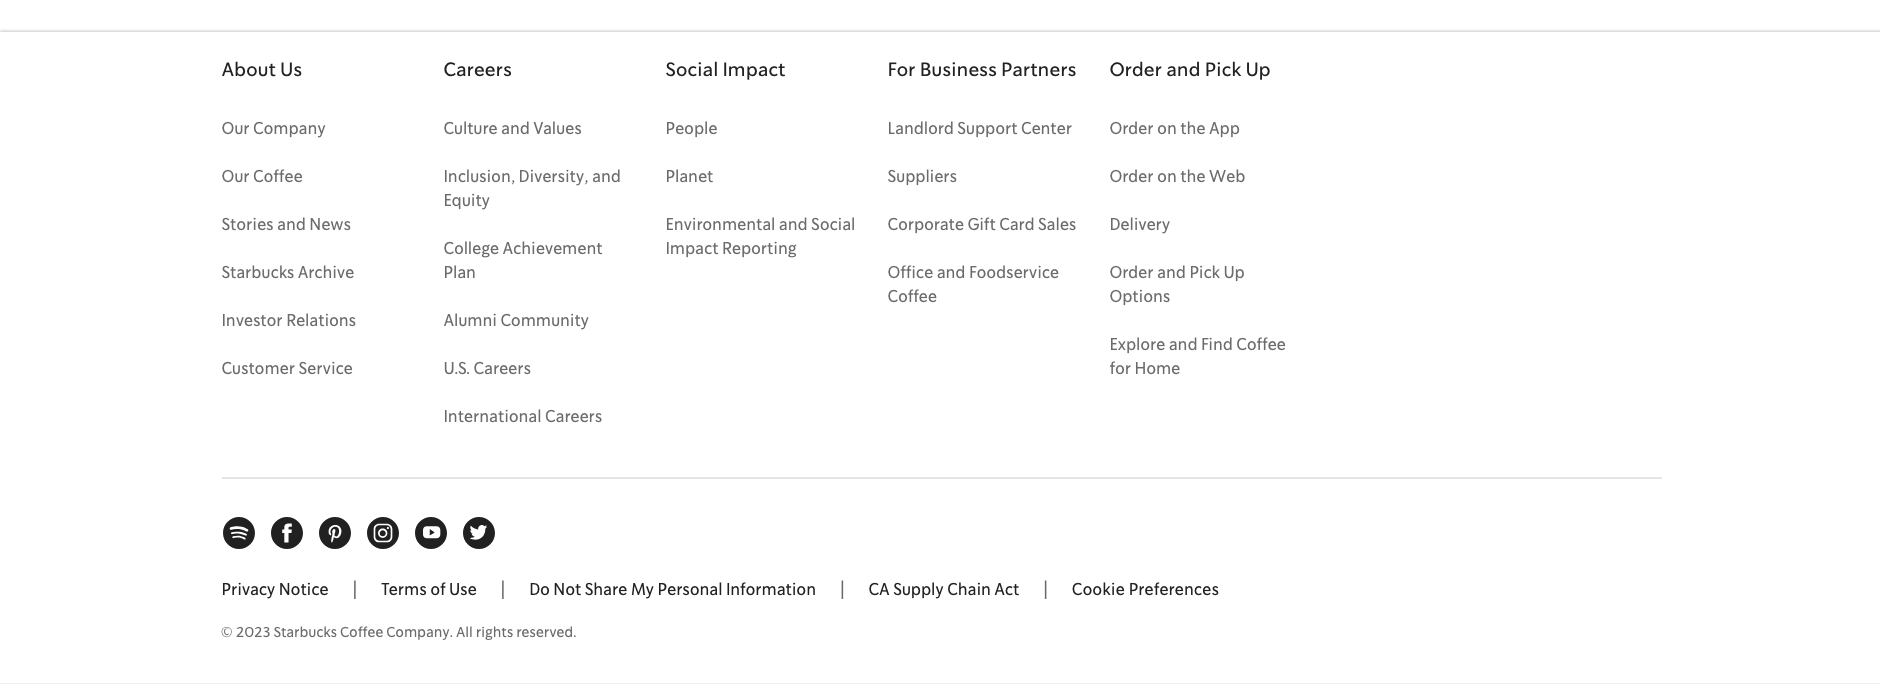 About Us
Our Company
Our Coffee
Stories and News
Starbucks Archive
Investor Relations
Customer Service
Careers
Culture and Values
Inclusion, Diversity, and
Equity
College Achievement
Plan
Alumni Community
U.S. Careers
International Careers
Social Impact
People
Planet
Environmental and Social
Impact Reporting
For Business Partners
Landlord Support Center
Suppliers
Corporate Gift Card Sales
Office and Foodservice
Coffee
Order and Pick Up
Order on the App
Order on the Web
Delivery
Order and Pick Up
Options
Explore and Find Coffee
for Home
Privacy Notice | Terms of Use | Do Not Share My Personal Information | CA Supply Chain Act | Cookie Preferences
© 2023 Starbucks Coffee Company. All rights reserved.